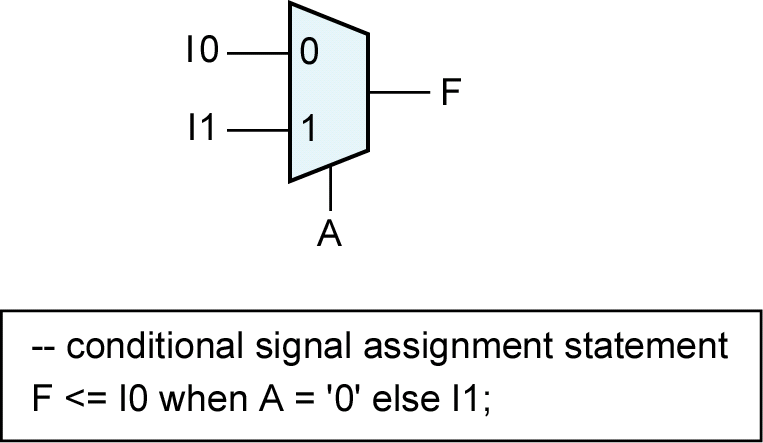 I0
0
F
I1
1
A
-- conditional signal assignment statement
F <= I0 when A = '0' else I1;